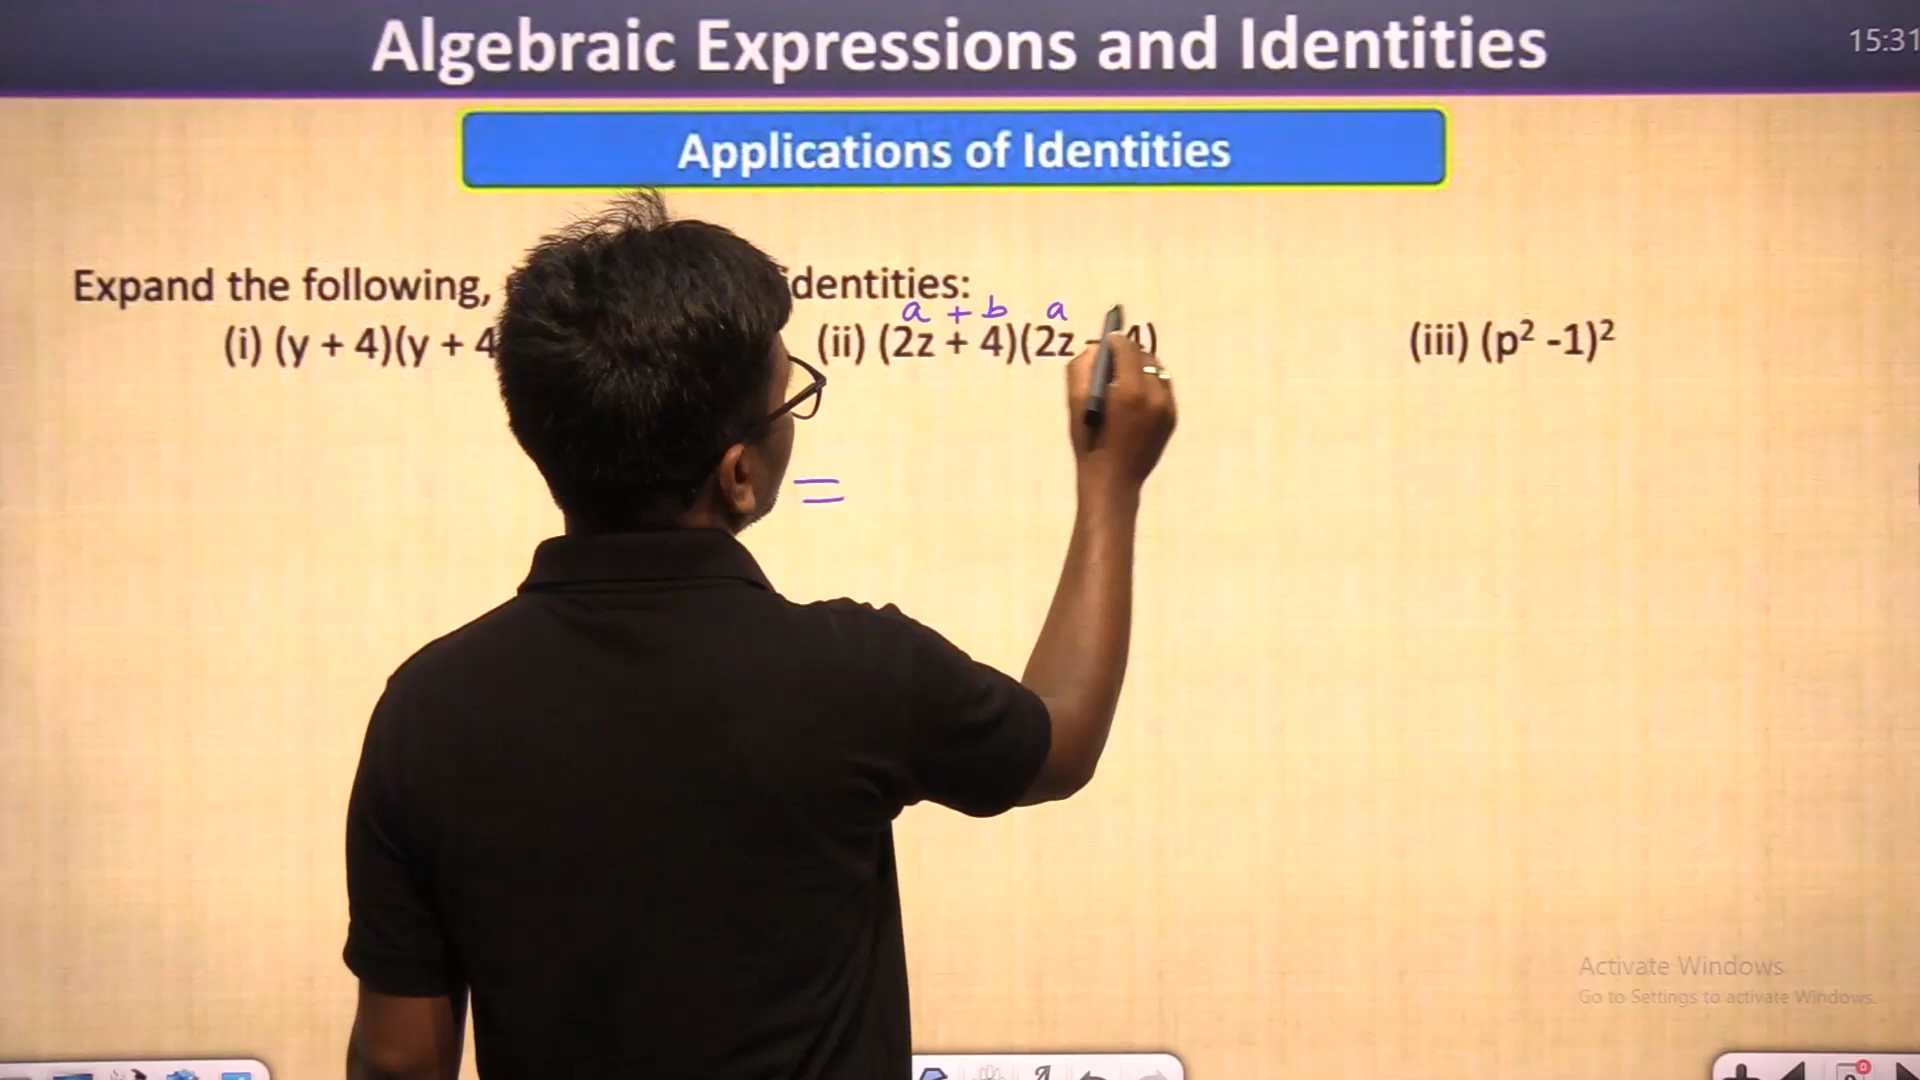 Algebraic Expressions and Identities
15:31
Applications of Identities
Expand the following, identities:
a + b a
(i) (y + 4)(y + 4 (ii) (2z + 4)(2z 4) (iii) (p² -1)²
=
Activate Windows
Go to Settings to activate Windows.